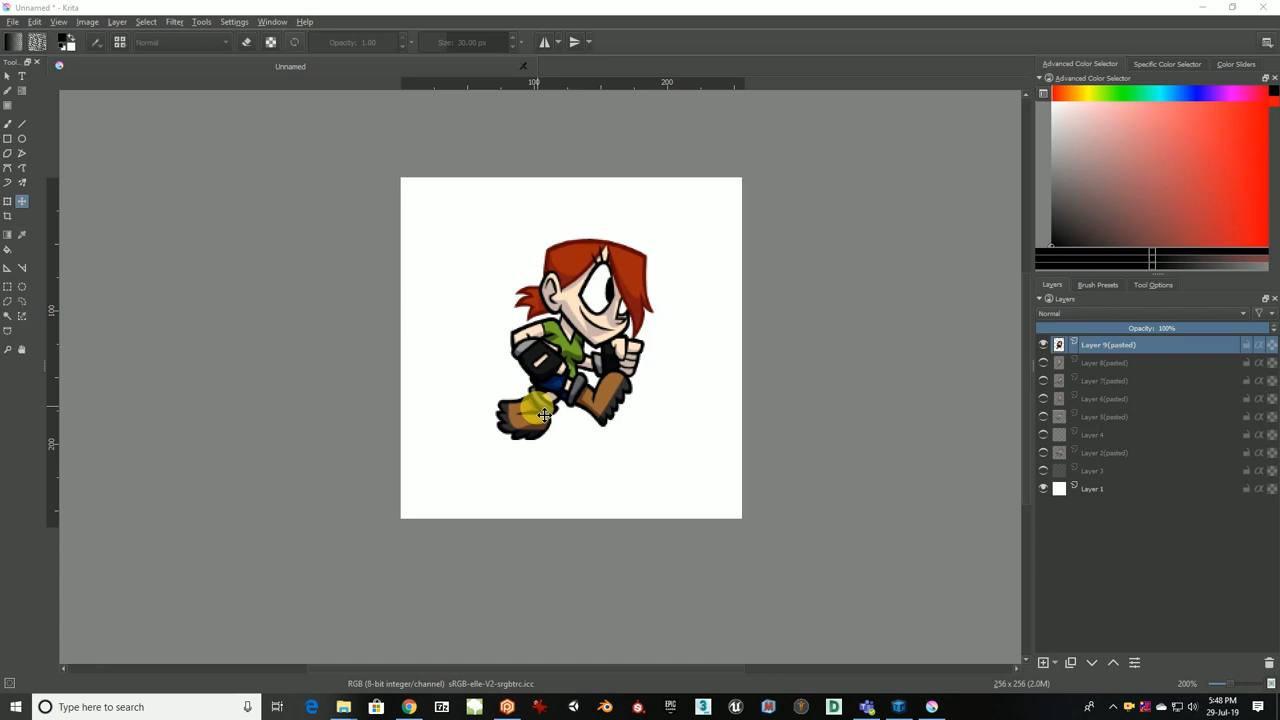 Unnamed * - Krita
File Edit View Image Layer Select Filter Tools Settings Window Help
Normal Opacity: 1.00 Size: 30.00 px
Tool...
Unnamed
100 200
100
200
Advanced Color Selector Specific Color Selector Color Sliders
Advanced Color Selector
Layers Brush Presets Tool Options
Layers
Normal
Opacity: 100%
Layer 9(pasted)
Layer 8(pasted)
Layer 7(pasted)
Layer 6(pasted)
Layer 5(pasted)
Layer 4
Layer 2(pasted)
Layer 3
Layer 1
RGB (8-bit integer/channel) sRGB-elle-V2-srgbtrc.icc 256 x 256 (2.0M) 200%
Type here to search
5:48 PM
29-Jul-19